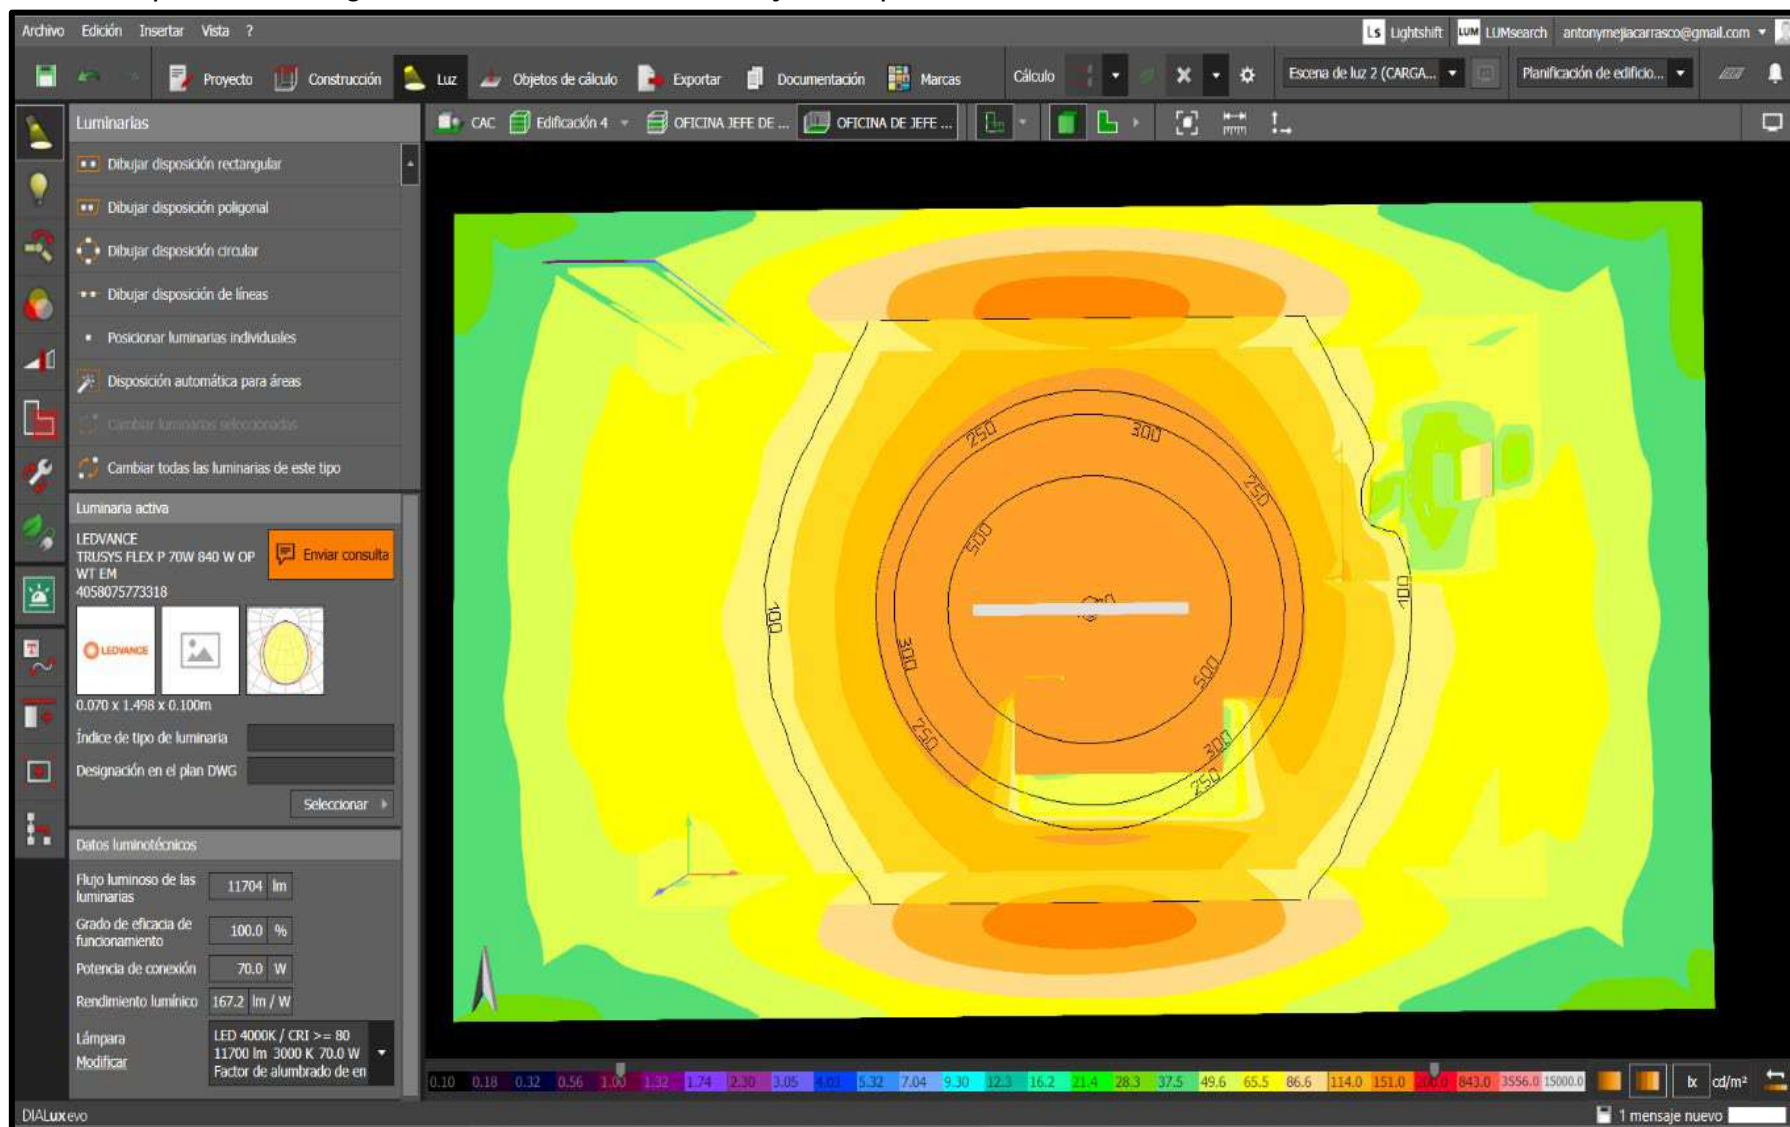 Archivo Edición Insertar Vista ?
Ls Lightshift LUM LUMsearch antonymejiacarrasco@gmail.com
Proyecto Construcción Luz Objetos de cálculo Exportar Documentación Marcas Cálculo Escena de luz 2 (CARGA... Planificación de edificio...
Luminarias
CAC Edificación 4 OFICINA JEFE DE ... OFICINA DE JEFE ...
Dibujar disposición rectangular
Dibujar disposición poligonal
Dibujar disposición circular
Dibujar disposición de líneas
Posicionar luminarias individuales
Disposición automática para áreas
Cambiar luminarias seleccionadas
Cambiar todas las luminarias de este tipo
Luminaria activa
LEDVANCE
TRUSYS FLEX P 70W 840 W OP
WT EM
4058075773318
Enviar consulta
LEDVANCE
0.070 x 1.498 x 0.100m
Índice de tipo de luminaria
Designación en el plan DWG
Seleccionar
Datos luminotécnicos
Flujo luminoso de las
luminarias
11704 lm
Grado de eficacia de
funcionamiento
100.0 %
Potencia de conexión 70.0 W
Rendimiento lumínico 167.2 lm / W
Lámpara
Modificar
LED 4000K / CRI >= 80
11700 lm 3000 K 70.0 W
Factor de alumbrado de en
250 300
250
500
100 100
300 500
250 300
250
0.10 0.18 0.32 0.56 1.00 1.32 1.74 2.30 3.05 4.03 5.32 7.04 9.30 12.3 16.2 21.4 28.3 37.5 49.6 65.5 86.6 114.0 151.0 200.0 843.0 3556.0 15000.0 lx cd/m²
DIALux evo
1 mensaje nuevo